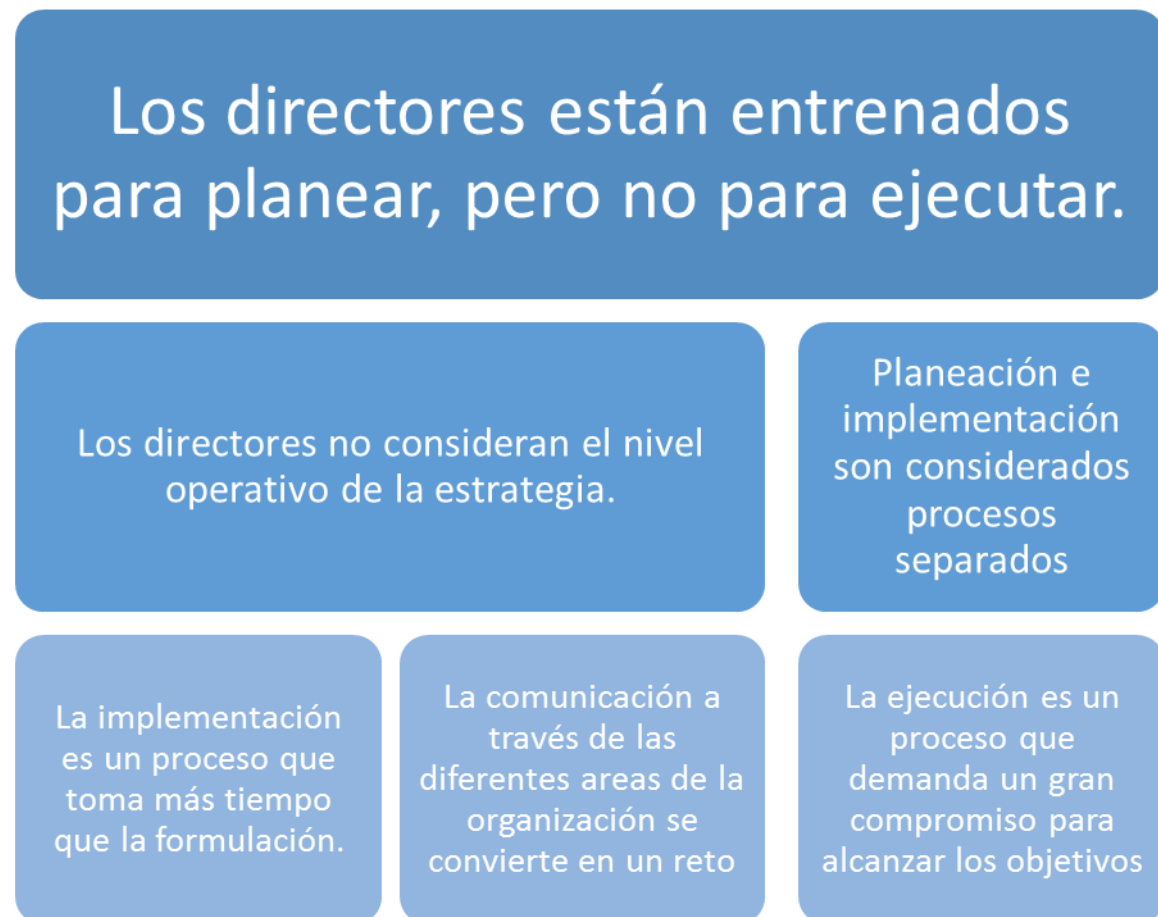 Los directores están entrenados
para planear, pero no para ejecutar.
Los directores no consideran el nivel
operativo de la estrategia.
Planeación e
implementación
son considerados
procesos
separados
La implementación
es un proceso que
toma más tiempo
que la formulación.
La comunicación a
través de las
diferentes areas de la
organización se
convierte en un reto
La ejecución es un
proceso que
demanda un gran
compromiso para
alcanzar los objetivos